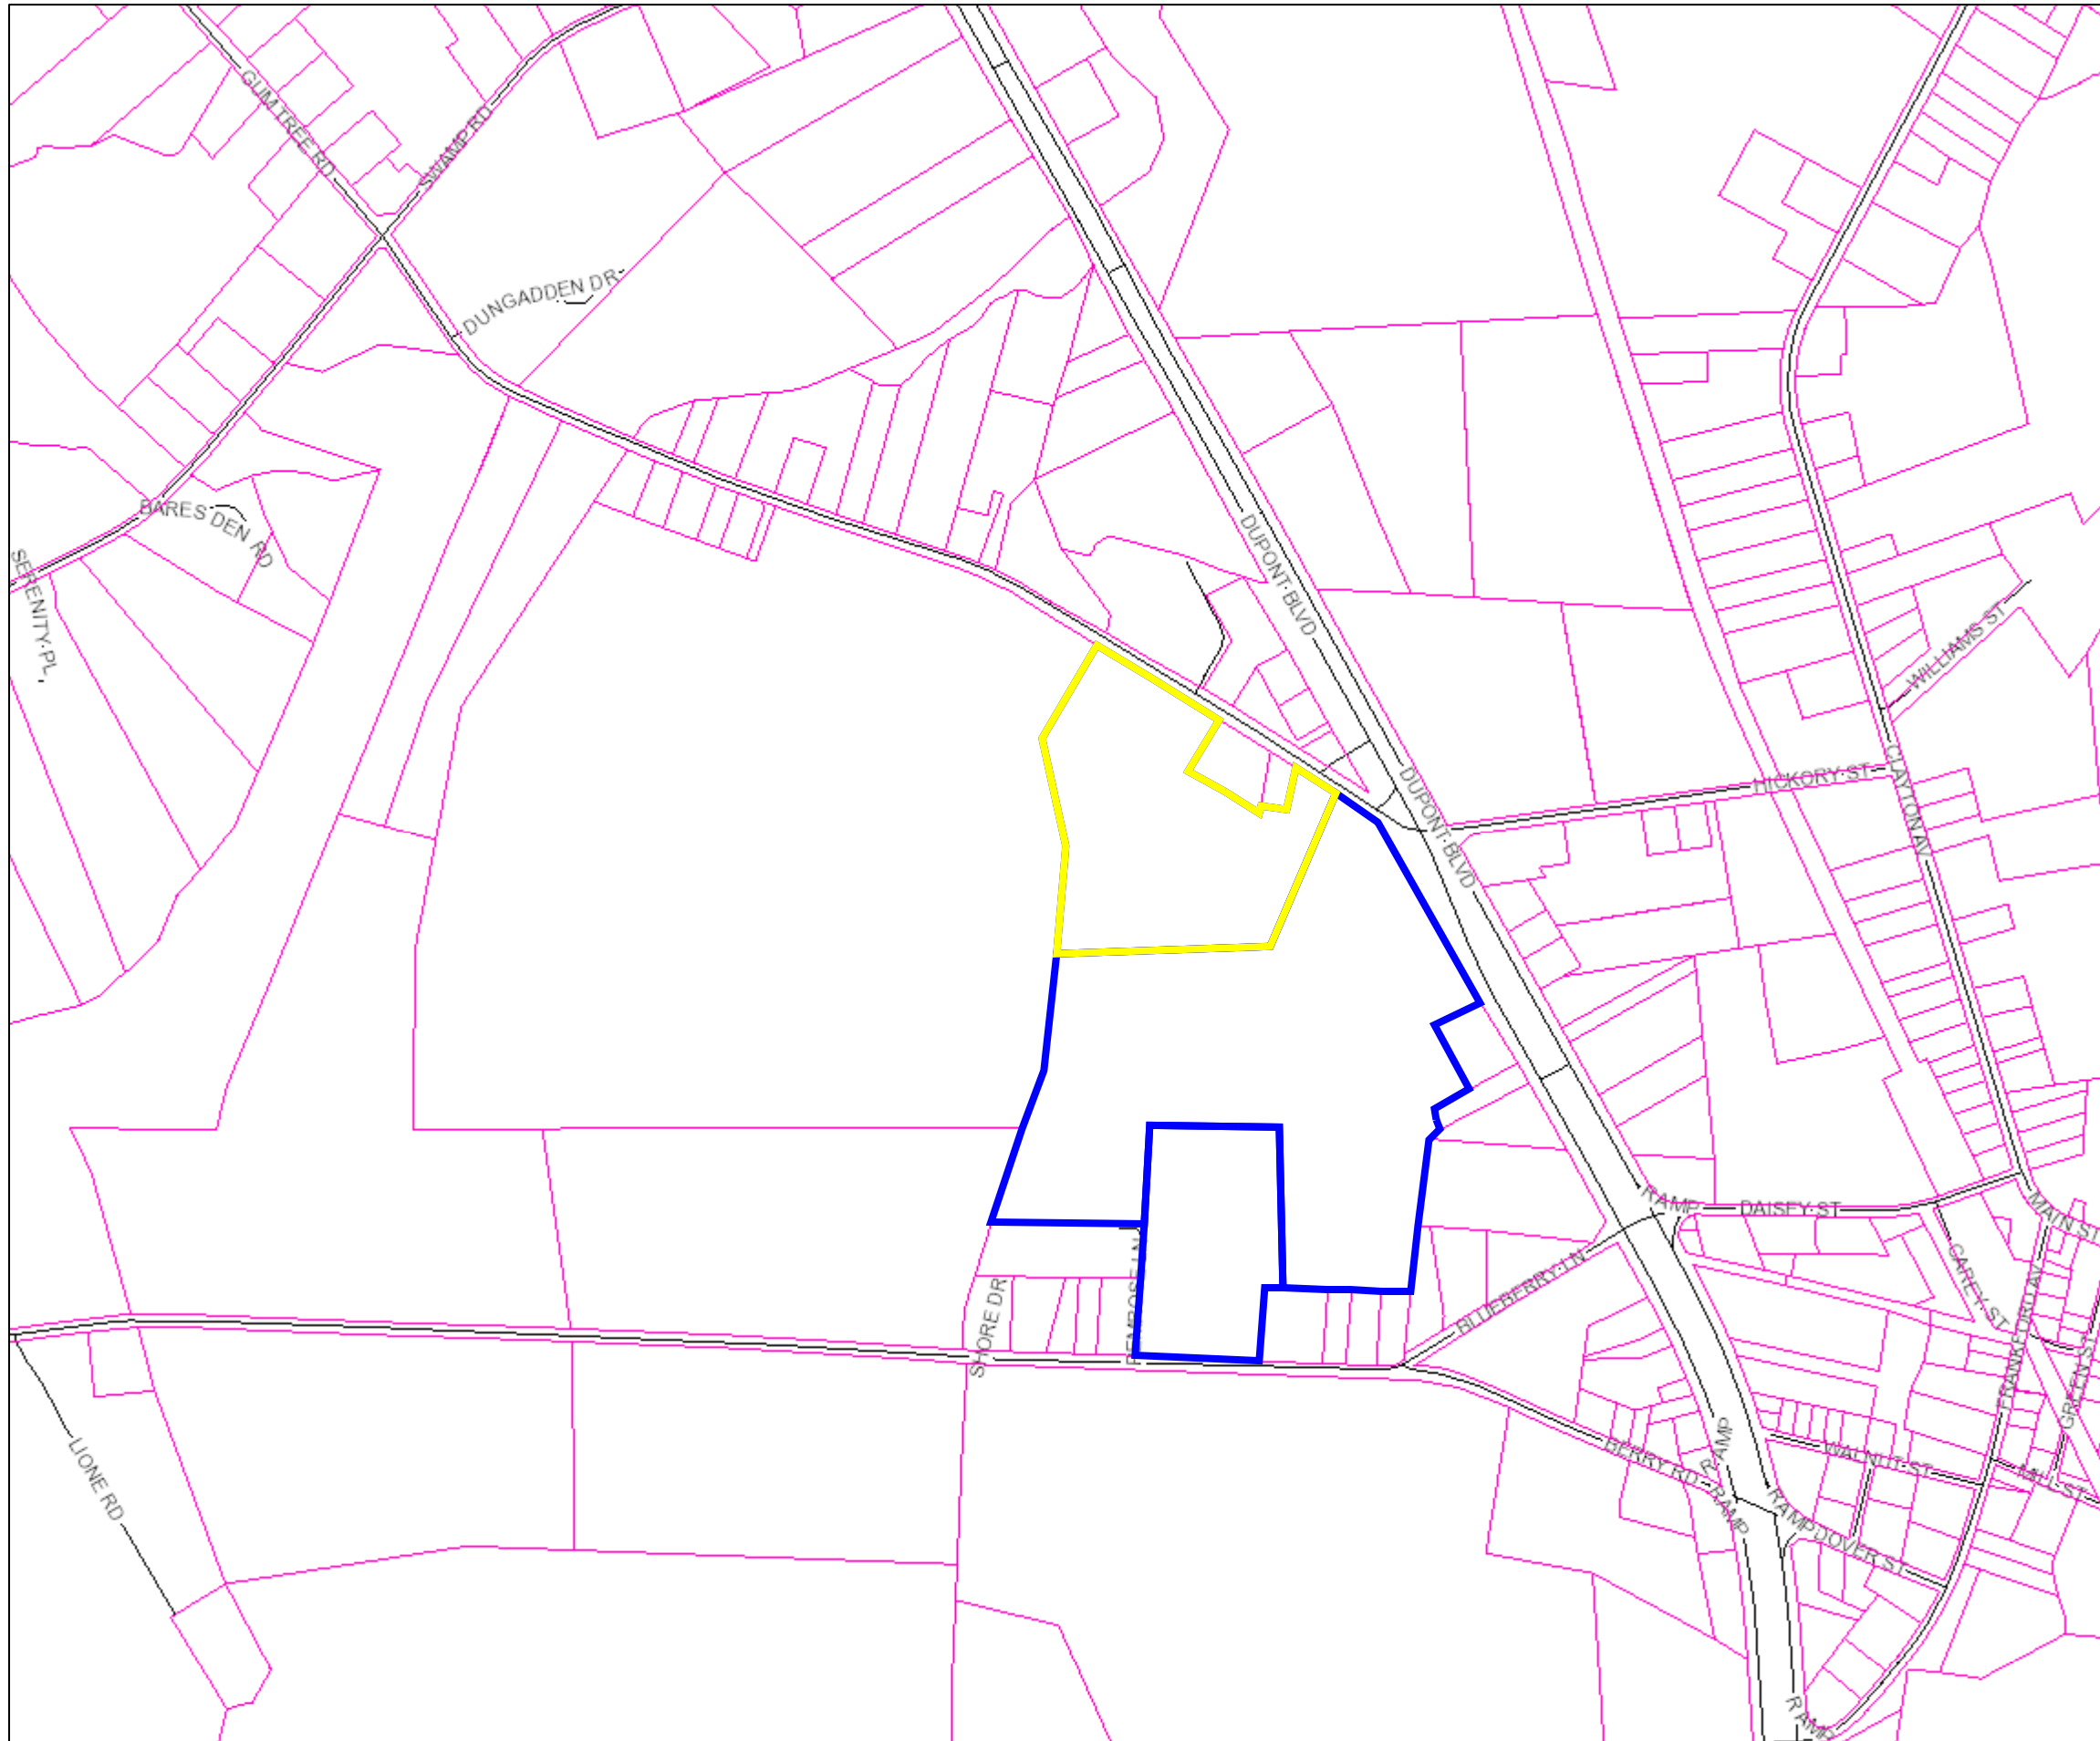 GUM TREE RD
SWAMP RD
DUNGADDEN DR
BARES DEN RD
SERENITY PL
DUPONT BLVD
WILLIAMS ST
DUPONT BLVD
HICKORY ST
CLAYTON AV
RAMP
DAISEY ST
MAIN ST
CAREY ST
BLUEBERRY LN
SHORE DR
FRANKFORD AV
GREEN ST
LIONE RD
BERRY RD
RAMP
RAMP
WALNUT ST
MILL ST
RAMP
DOVER ST
RAMP